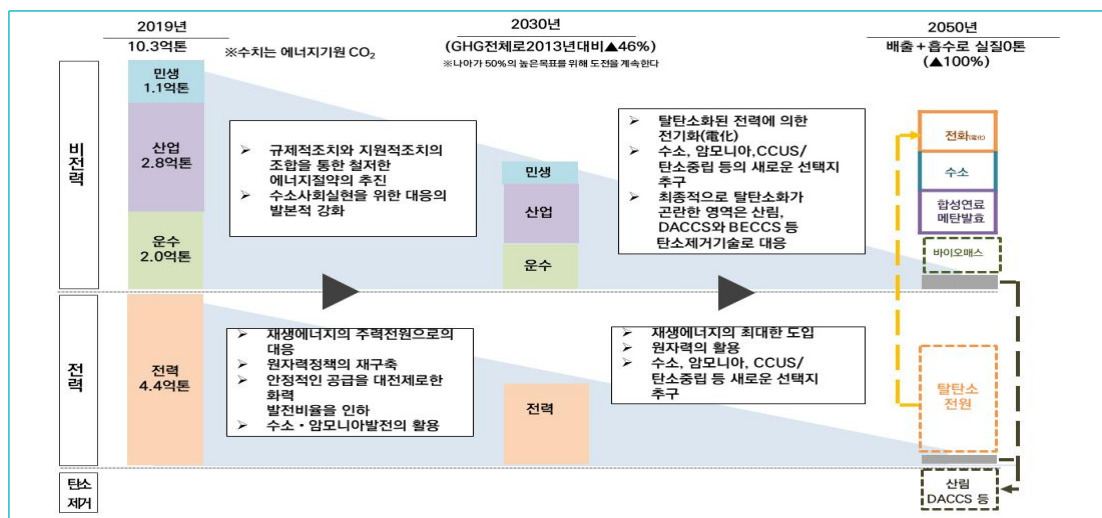 2019년
10.3억톤
※수치는 에너지기원 CO₂
2030년
(GHG전체로2013년대비▲46%)
※나아가 50%의 높은목표를 위해 도전을 계속한다
2050년
배출+흡수로 실질0톤
(▲100%)
비전력
민생
1.1억톤
산업
2.8억톤
운수
2.0억톤
➢ 규제적조치와 지원적조치의
조합을 통한 철저한
에너지절약의 추진
➢ 수소사회실현을 위한 대응의
발본적 강화
민생
산업
운수
➢ 탈탄소화된 전력에 의한
전기화(電化)
➢ 수소, 암모니아,CCUS/
탄소중립 등의 새로운 선택지
추구
➢ 최종적으로 탈탄소화가
곤란한 영역은 산림,
DACCS와 BECCS 등
탄소제거기술로 대응
전화(電化)
수소
합성연료
메탄발효
바이오매스
전력
전력
4.4억톤
➢ 재생에너지의 주력전원으로의
대응
➢ 원자력정책의 재구축
➢ 안정적인 공급을 대전제로한
화력
발전비율을 인하
➢ 수소・암모니아발전의 활용
전력
➢ 재생에너지의 최대한 도입
➢ 원자력의 활용
➢ 수소, 암모니아, CCUS/
탄소중립 등 새로운 선택지
추구
탈탄소
전원
탄소
제거
산림
DACCS 등